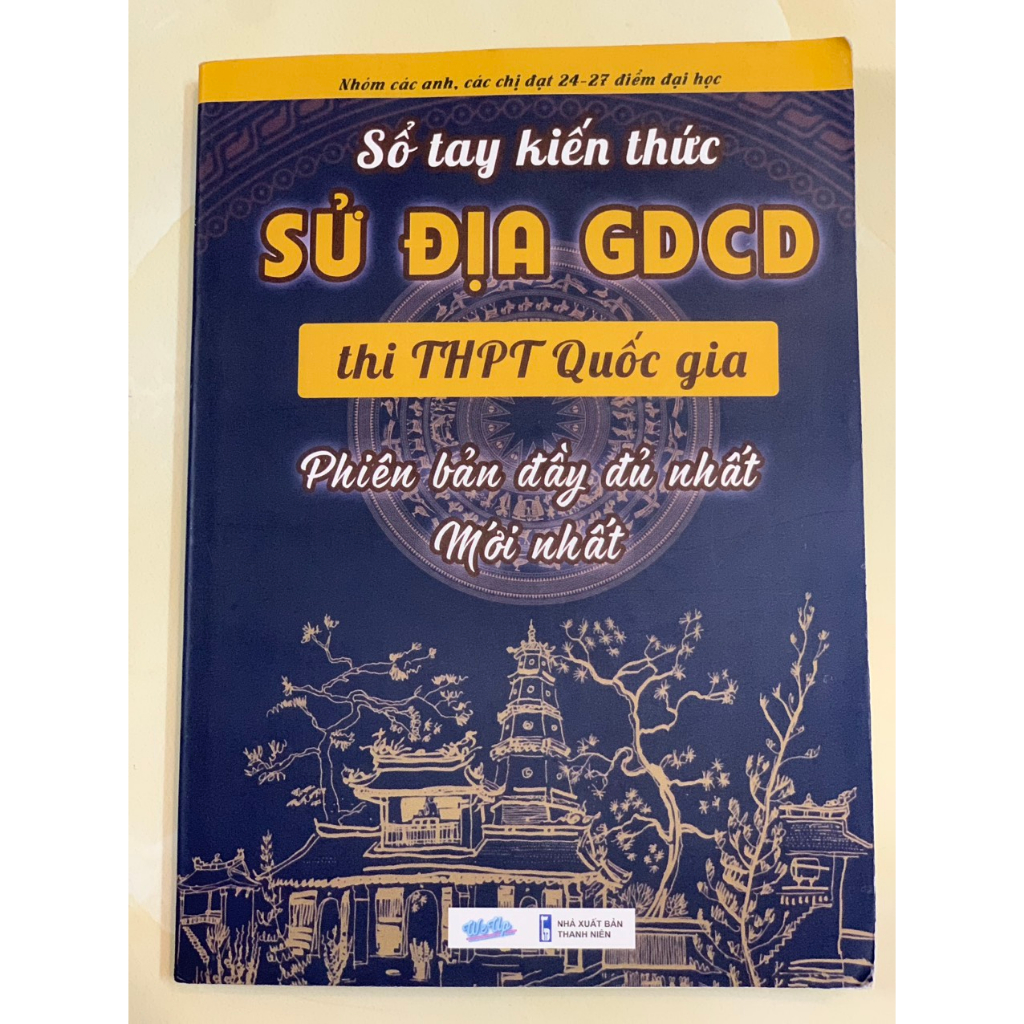 Nhóm các anh, các chị đạt 24-27 điểm đại học
Sổ tay kiến thức
SỬ ĐỊA GDCD
thi THPT Quốc gia
Phiên bản đầy đủ nhất
Mới nhất
WeUp
NHÀ XUẤT BẢN
THANH NIÊN